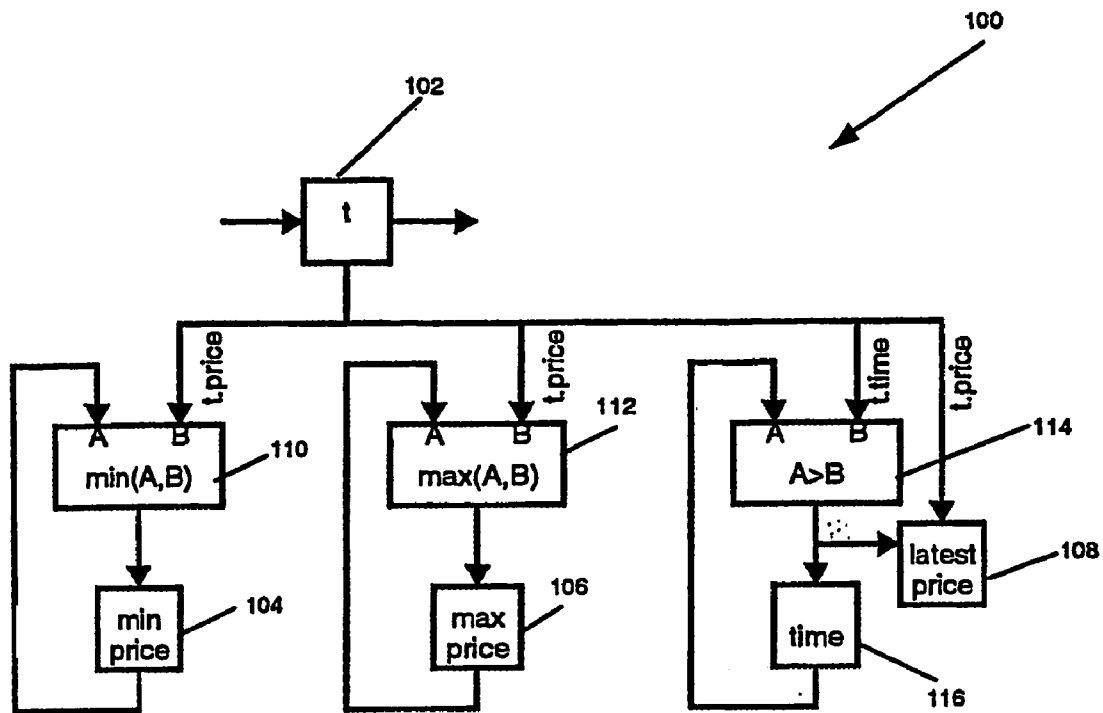 100
102
t
t.price
t.price
t.time
t.price
A B
min(A,B)
110
A B
max(A,B)
112
A B
A>B
114
min
price
104
max
price
106
time
116
latest
price
108